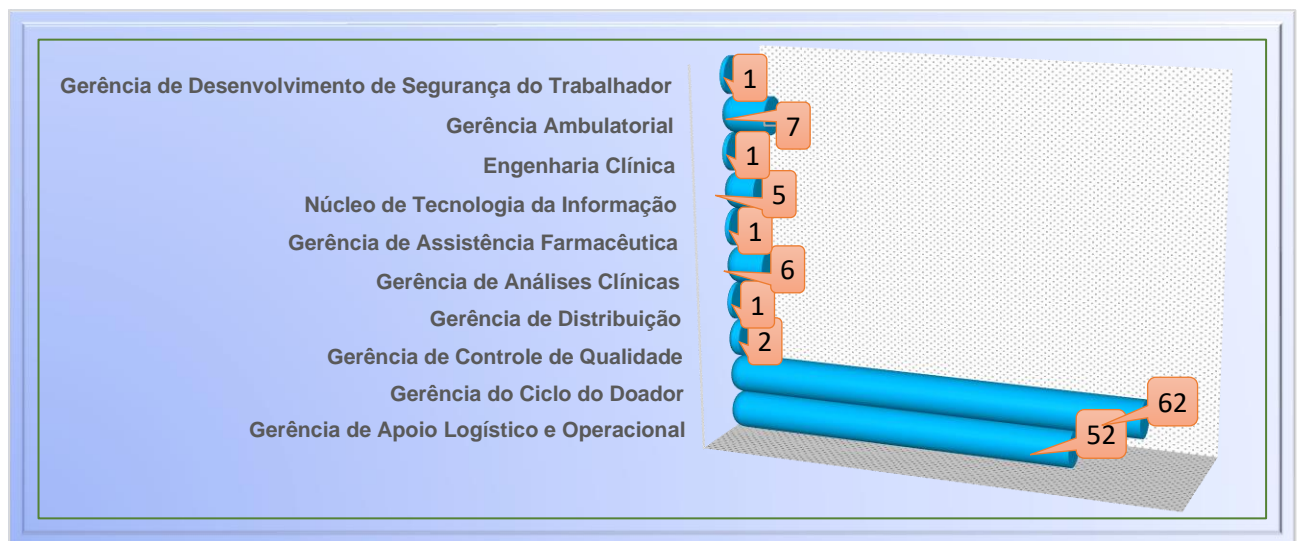 Gerência de Desenvolvimento de Segurança do Trabalhador 1
Gerência Ambulatorial 7
Engenharia Clínica 1
Núcleo de Tecnologia da Informação 5
Gerência de Assistência Farmacêutica 1
Gerência de Análises Clínicas 6
Gerência de Distribuição 1
Gerência de Controle de Qualidade 2
Gerência do Ciclo do Doador 62
Gerência de Apoio Logístico e Operacional 52